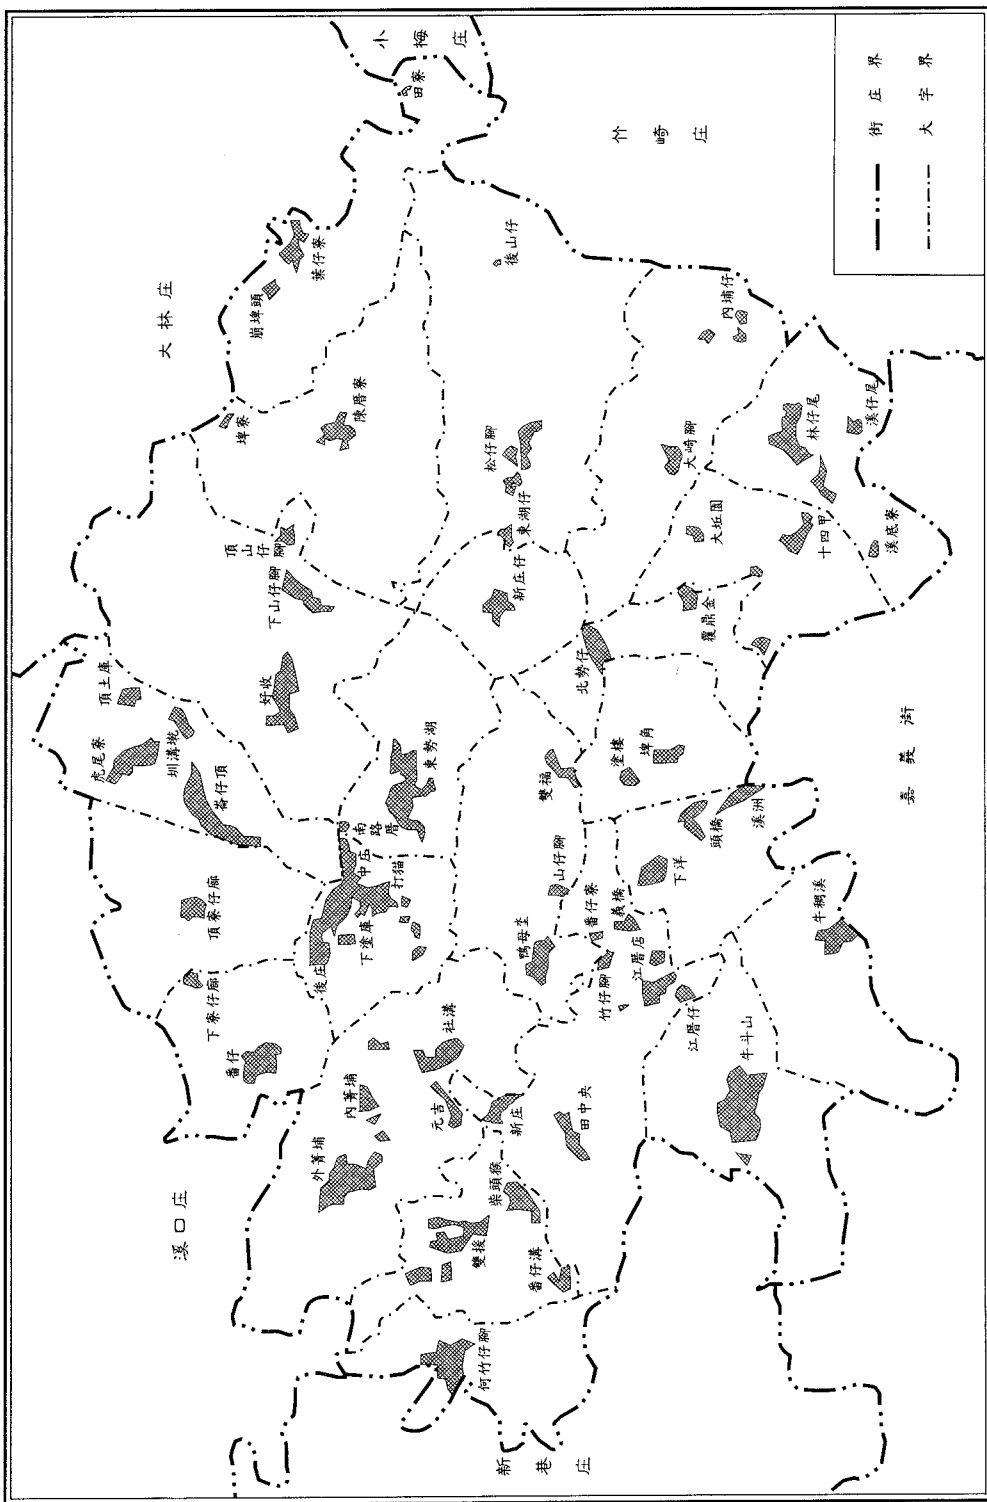 小梅庄
田寮
竹崎庄
街庄界
大字界
大林庄
葉仔寮
崩埤頭
後山仔
內埔仔
埤寮
陳厝寮
松仔腳
東湖仔
大崎腳
林仔尾
溪仔尾
大坵園
十四甲
溪底寮
頂山仔腳
下山仔腳
新庄仔
北勢仔
覆鼎金
頂土庫
虎尾寮
圳溝墘
崙仔頂
好收
東勢湖
南路厝
中庄
打猫
下塗庫
後庄
雙福
塗樓
埤角
頭橋
溪洲
嘉義街
頂寮仔廍
下寮仔廍
番仔
山仔腳
鴨母坔
番仔寮
義橋
下洋
江厝店
竹仔腳
江厝仔
牛稠溪
牛斗山
社溝
內菁埔
外菁埔
元吉
新庄
田中央
柴頭猴
雙援
番仔溝
溪口庄
何竹仔腳
新巷庄